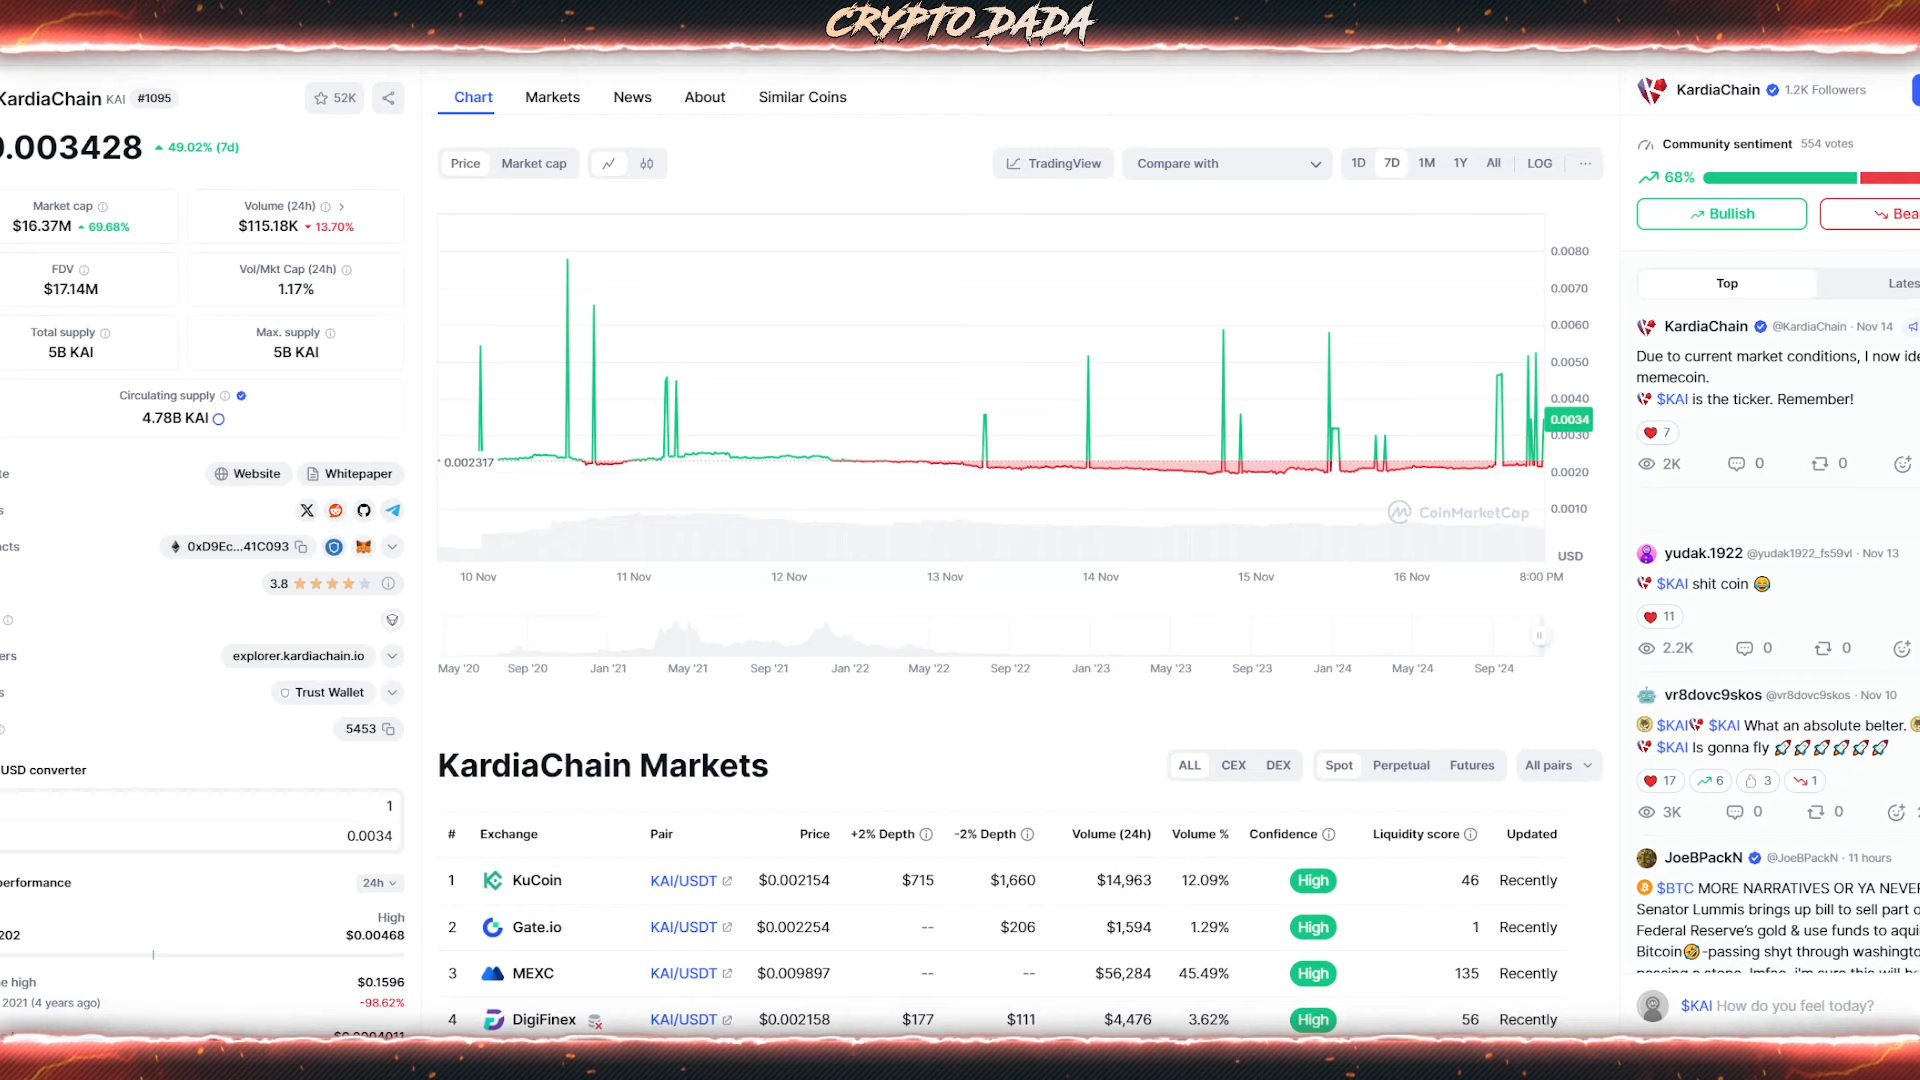 CRYPTO DADA
KardiaChain KAI #1095
52K
0.003428 49.02% (7d)
Market cap
$16.37M 69.68%
Volume (24h)
$115.18K 13.70%
FDV
$17.14M
Vol/Mkt Cap (24h)
1.17%
Total supply
5B KAI
Max. supply
5B KAI
Circulating supply
4.78B KAI
Website Whitepaper
0xD9Ec...41C093
3.8
explorer.kardiachain.io
Trust Wallet
5453
USD converter
1
0.0034
performance
24h
High
202 $0.00468
e high $0.1596
2021 (4 years ago) -98.62%
Chart Markets News About Similar Coins
Price Market cap
TradingView Compare with 1D 7D 1M 1Y All LOG
0.0080
0.0070
0.0060
0.0050
0.0040
0.0034
0.0030
0.0020
0.0010
0.002317
CoinMarketCap
USD
10 Nov 11 Nov 12 Nov 13 Nov 14 Nov 15 Nov 16 Nov 8:00 PM
May '20 Sep '20 Jan '21 May '21 Sep '21 Jan '22 May '22 Sep '22 Jan '23 May '23 Sep '23 Jan '24 May '24 Sep '24
KardiaChain Markets
ALL CEX DEX Spot Perpetual Futures All pairs
# Exchange Pair Price +2% Depth -2% Depth Volume (24h) Volume % Confidence Liquidity score Updated
1 KuCoin KAI/USDT $0.002154 $715 $1,660 $14,963 12.09% High 46 Recently
2 Gate.io KAI/USDT $0.002254 -- $206 $1,594 1.29% High 1 Recently
3 MEXC KAI/USDT $0.009897 -- -- $56,284 45.49% High 135 Recently
4 DigiFinex KAI/USDT $0.002158 $177 $111 $4,476 3.62% High 56 Recently
KardiaChain 1.2K Followers
Community sentiment 554 votes
68%
Bullish Bea
Top Lates
KardiaChain @KardiaChain · Nov 14
Due to current market conditions, I now ide
memecoin.
$KAI is the ticker. Remember!
7
2K 0 0
yudak.1922 @yudak1922_fs59vl · Nov 13
$KAI shit coin 😂
11
2.2K 0 0
vr8dovc9skos @vr8dovc9skos · Nov 10
$KAI $KAI What an absolute belter.
$KAI Is gonna fly 🚀🚀🚀🚀🚀🚀
17 6 3 1
3K 0 0
JoeBPackN @JoeBPackN · 11 hours
$BTC MORE NARRATIVES OR YA NEVER
Senator Lummis brings up bill to sell part o
Federal Reserve's gold & use funds to aqui
Bitcoin🤣-passing shyt through washingto
$KAI How do you feel today?